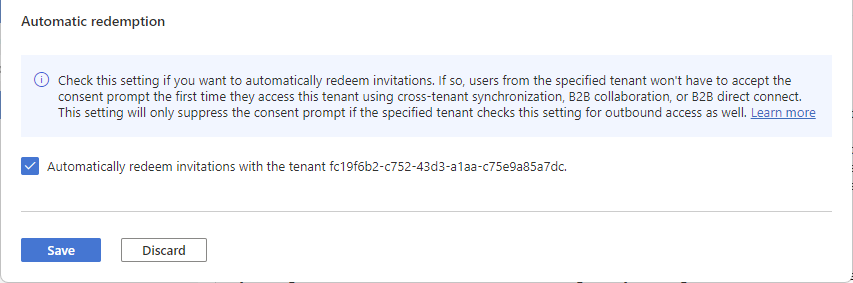 Automatic redemption
Check this setting if you want to automatically redeem invitations. If so, users from the specified tenant won't have to accept the
consent prompt the first time they access this tenant using cross-tenant synchronization, B2B collaboration, or B2B direct connect.
This setting will only suppress the consent prompt if the specified tenant checks this setting for outbound access as well. Learn more
Automatically redeem invitations with the tenant fc19f6b2-c752-43d3-a1aa-c75e9a85a7dc.
Save
Discard